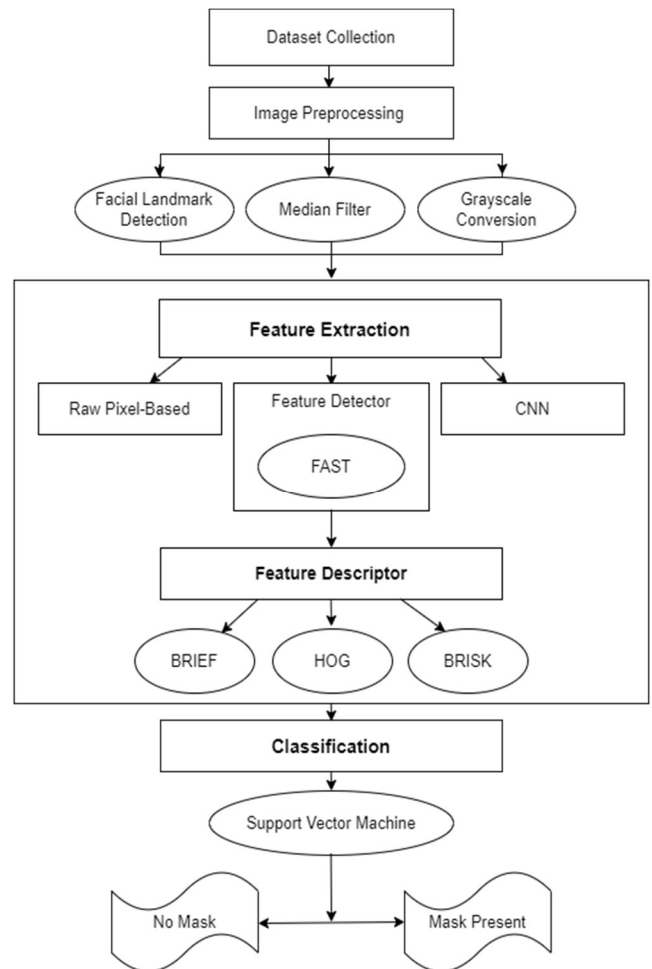 Dataset Collection
Image Preprocessing
Facial Landmark
Detection
Median Filter
Grayscale
Conversion
Feature Extraction
Raw Pixel-Based
Feature Detector
CNN
FAST
Feature Descriptor
BRIEF
HOG
BRISK
Classification
Support Vector Machine
No Mask
Mask Present